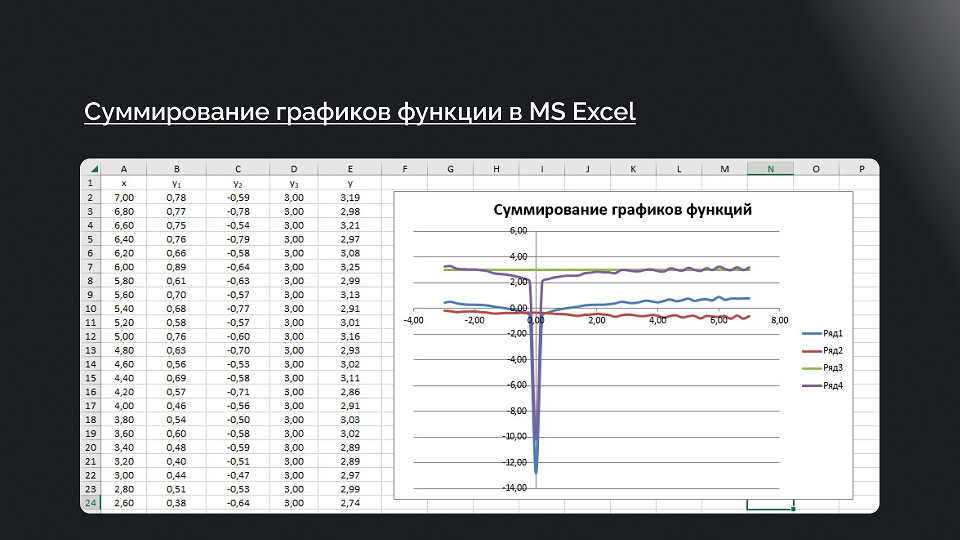 Суммирование графиков функции в MS Excel
A B C D E F G H I J K L M N O P
1 x y₁ y₂ y₃ y
2 7,00 0,78 -0,59 3,00 3,19
3 6,80 0,77 -0,78 3,00 2,98
4 6,60 0,75 -0,54 3,00 3,21
5 6,40 0,76 -0,79 3,00 2,97
6 6,20 0,66 -0,58 3,00 3,08
7 6,00 0,89 -0,64 3,00 3,25
8 5,80 0,61 -0,63 3,00 2,99
9 5,60 0,70 -0,57 3,00 3,13
10 5,40 0,68 -0,77 3,00 2,91
11 5,20 0,58 -0,57 3,00 3,01
12 5,00 0,76 -0,60 3,00 3,16
13 4,80 0,63 -0,70 3,00 2,93
14 4,60 0,56 -0,53 3,00 3,02
15 4,40 0,69 -0,58 3,00 3,11
16 4,20 0,57 -0,71 3,00 2,86
17 4,00 0,46 -0,56 3,00 2,91
18 3,80 0,54 -0,50 3,00 3,03
19 3,60 0,60 -0,58 3,00 3,02
20 3,40 0,48 -0,59 3,00 2,89
21 3,20 0,40 -0,51 3,00 2,89
22 3,00 0,44 -0,47 3,00 2,97
23 2,80 0,51 -0,53 3,00 2,99
24 2,60 0,38 -0,64 3,00 2,74
Суммирование графиков функций
6,00
4,00
2,00
0,00
-4,00 -2,00 0,00 2,00 4,00 6,00 8,00
-2,00
-4,00
-6,00
-8,00
-10,00
-12,00
-14,00
Ряд1
Ряд2
Ряд3
Ряд4